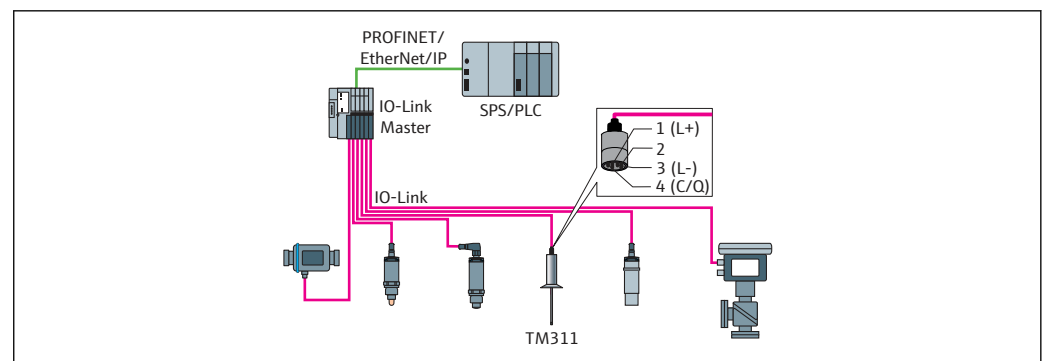 PROFINET/
EtherNet/IP
SPS/PLC
IO-Link
Master
1 (L+)
2
3 (L-)
4 (C/Q)
IO-Link
TM311